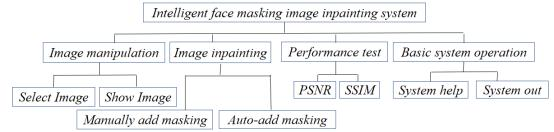 Intelligent face masking image inpainting system
Image manipulation
Image inpainting
Performance test
Basic system operation
Select Image
Show Image
PSNR
SSIM
System help
System out
Manually add masking
Auto-add masking